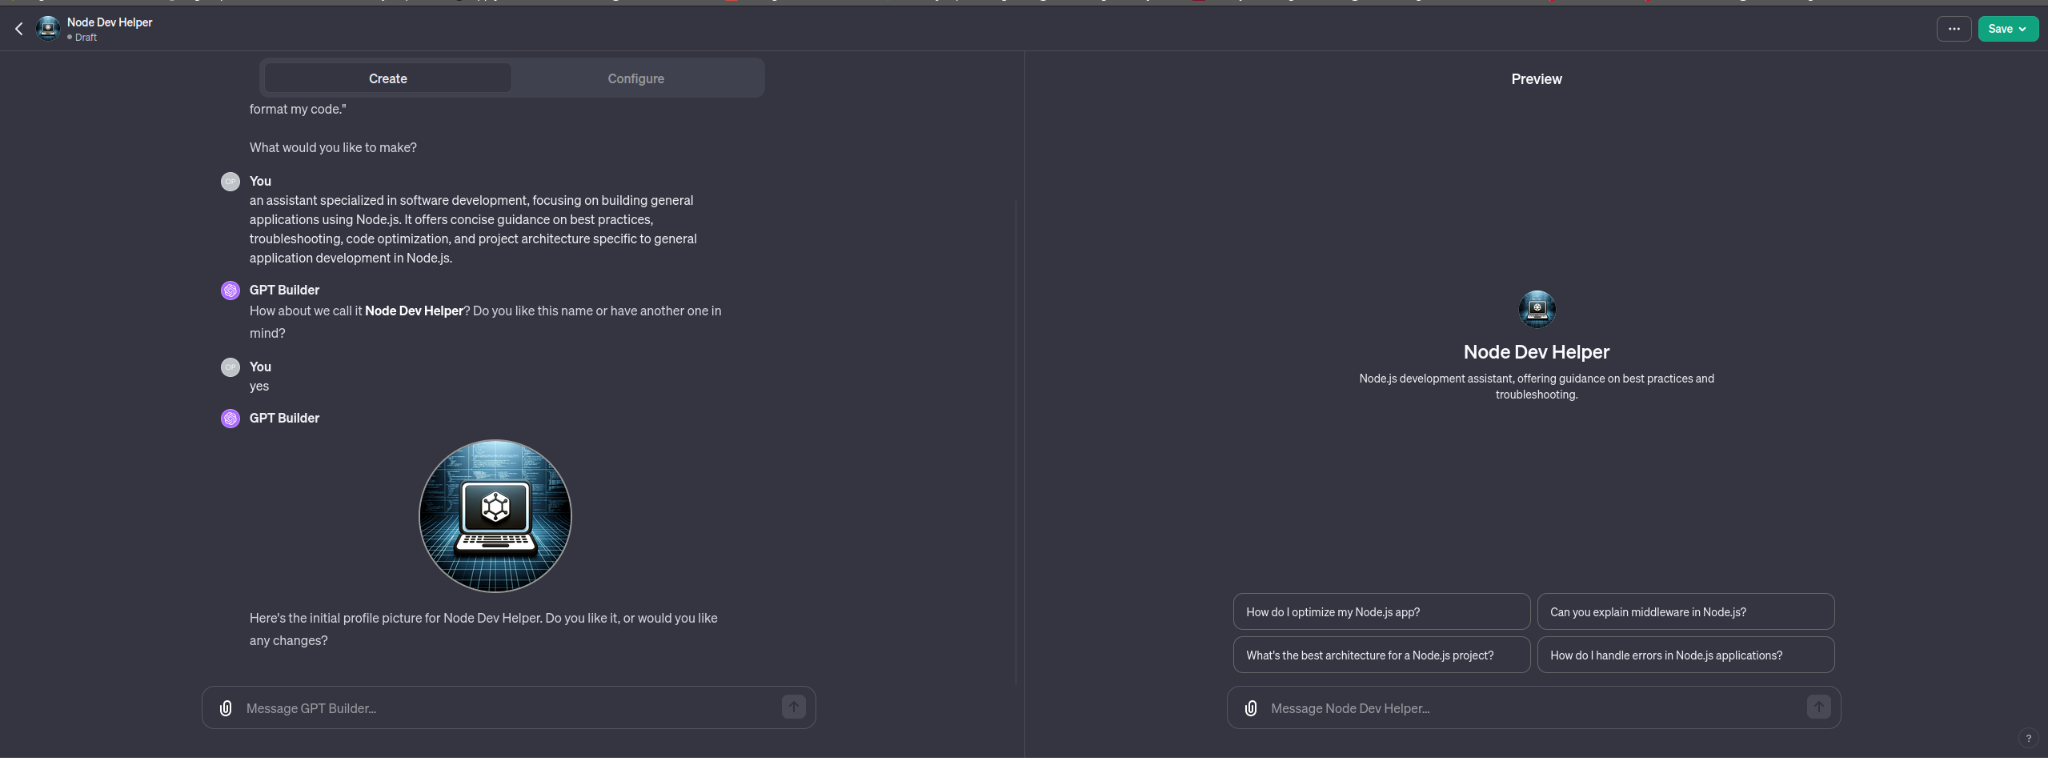 Node Dev Helper
Draft
Save
Create
Configure
format my code."
What would you like to make?
You
an assistant specialized in software development, focusing on building general
applications using Node.js. It offers concise guidance on best practices,
troubleshooting, code optimization, and project architecture specific to general
application development in Node.js.
GPT Builder
How about we call it Node Dev Helper? Do you like this name or have another one in
mind?
You
yes
GPT Builder
Here's the initial profile picture for Node Dev Helper. Do you like it, or would you like
any changes?
Message GPT Builder...
Preview
Node Dev Helper
Node.js development assistant, offering guidance on best practices and
troubleshooting.
How do I optimize my Node.js app?
Can you explain middleware in Node.js?
What's the best architecture for a Node.js project?
How do I handle errors in Node.js applications?
Message Node Dev Helper...
?